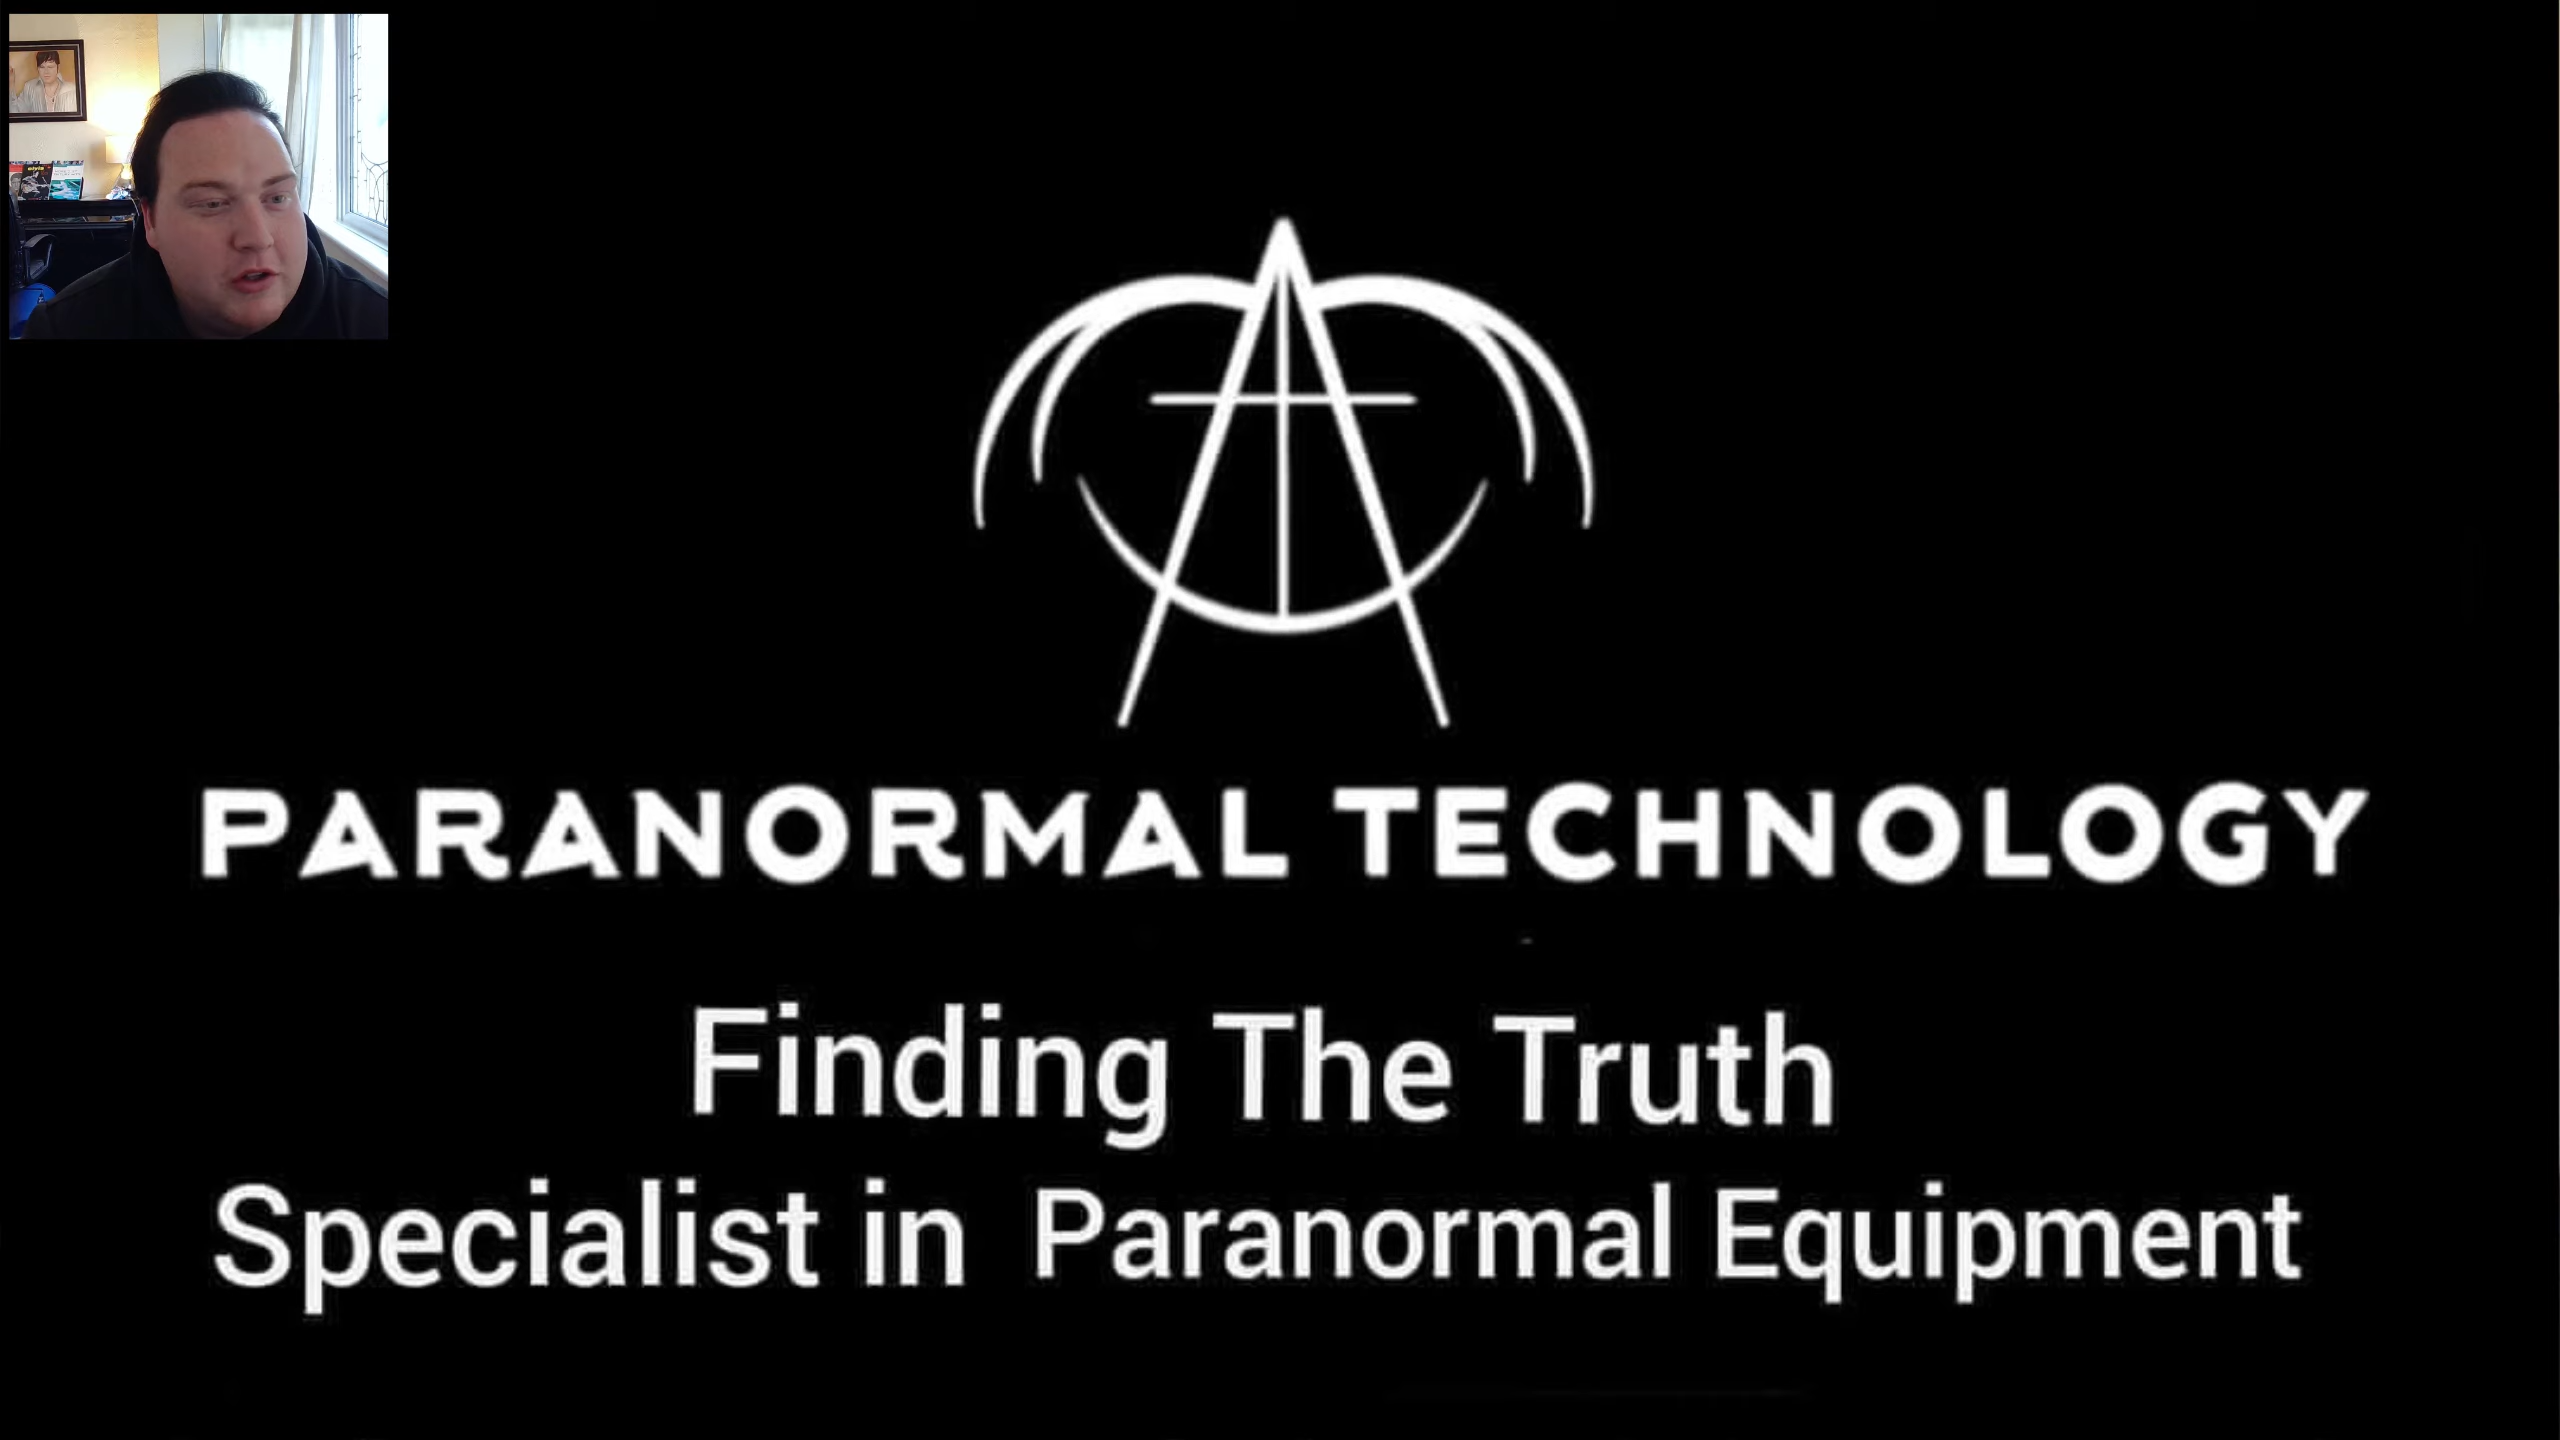 PARANORMAL TECHNOLOGY
Finding The Truth
Specialist in Paranormal Equipment